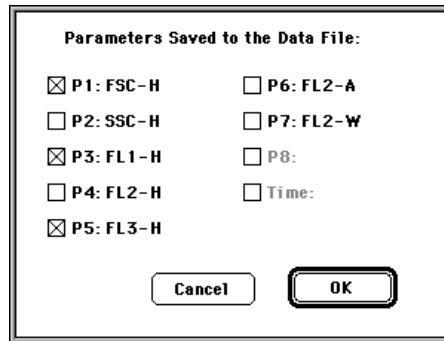 Parameters Saved to the Data File:
P1: FSC-H
P2: SSC-H
P3: FL1-H
P4: FL2-H
P5: FL3-H
P6: FL2-A
P7: FL2-W
P8:
Time:
Cancel
OK